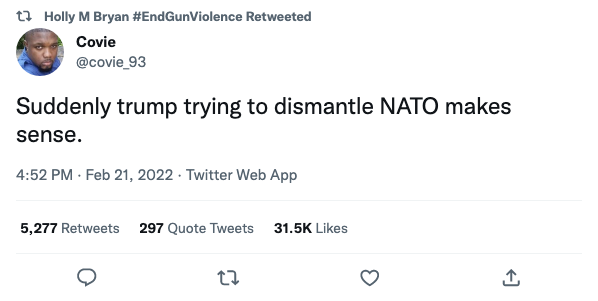 Holly M Bryan #EndGunViolence Retweeted
Covie
@covie_93
Suddenly trump trying to dismantle NATO makes
sense.
4:52 PM · Feb 21, 2022 · Twitter Web App
5,277 Retweets 297 Quote Tweets 31.5K Likes